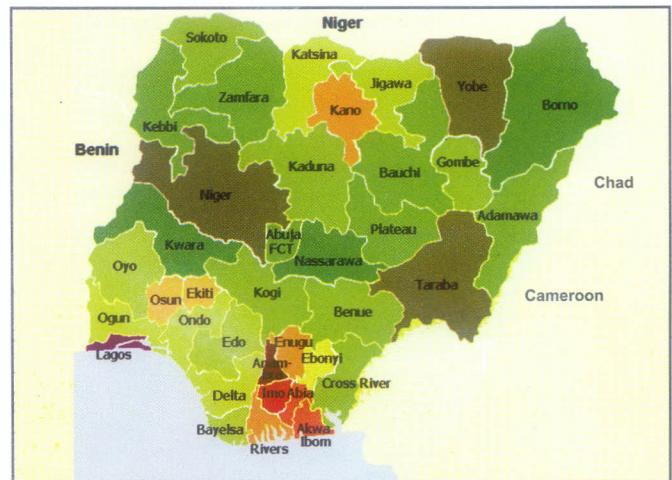 Niger
Sokoto
Katsina
Jigawa
Yobe
Zamfara
Borno
Kano
Kebbi
Benin
Kaduna
Bauchi
Gombe
Chad
Niger
Adamawa
Plateau
Abuja
FCT
Kwara
Nassarawa
Taraba
Oyo
Cameroon
Osun
Ekiti
Kogi
Benue
Ogun
Ondo
Edo
Enugu
Lagos
Anam-
bra
Ebonyi
Cross River
Delta
Imo
Abia
Bayelsa
Akwa
Ibom
Rivers